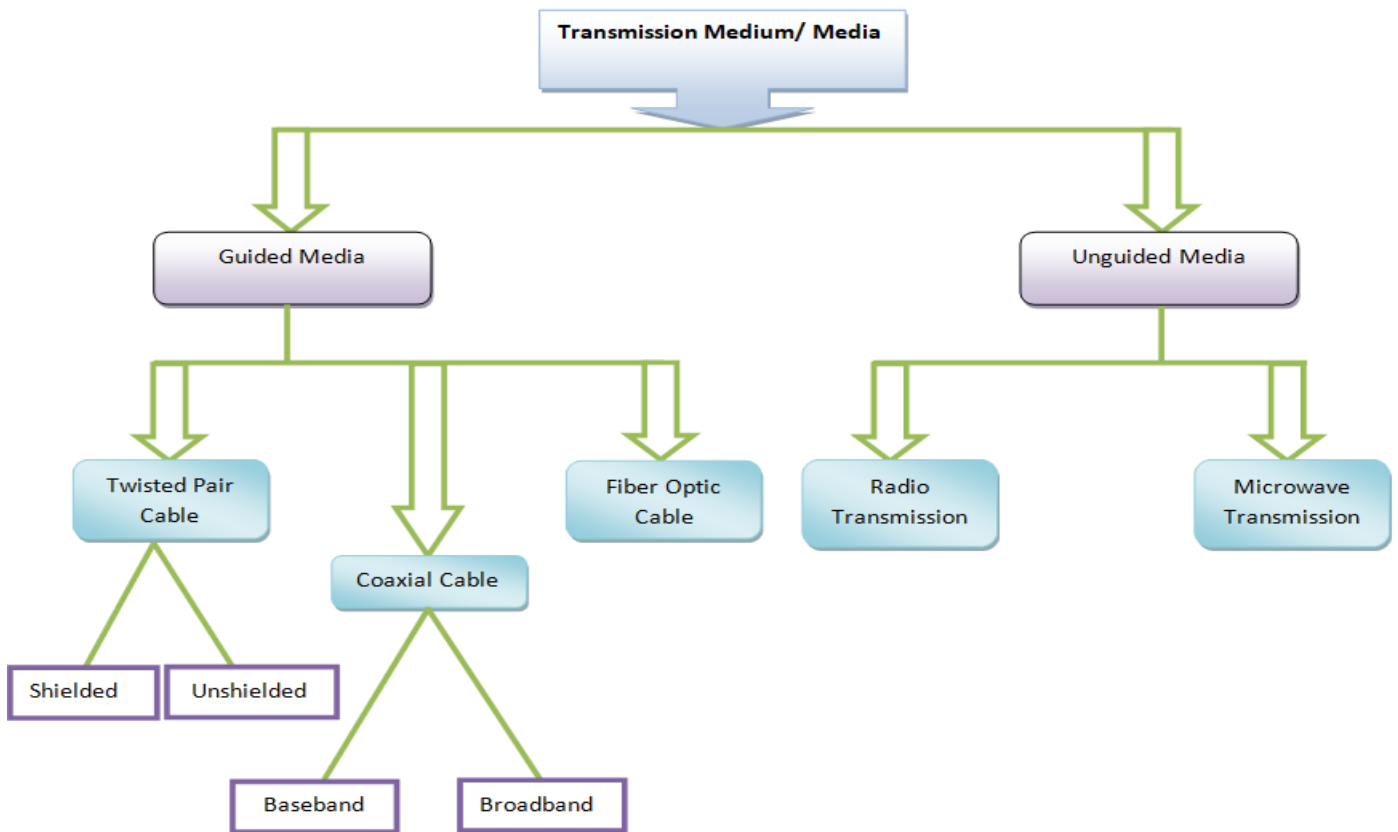 Transmission Medium/ Media
Guided Media
Unguided Media
Twisted Pair
Cable
Fiber Optic
Cable
Radio
Transmission
Microwave
Transmission
Coaxial Cable
Shielded
Unshielded
Baseband
Broadband